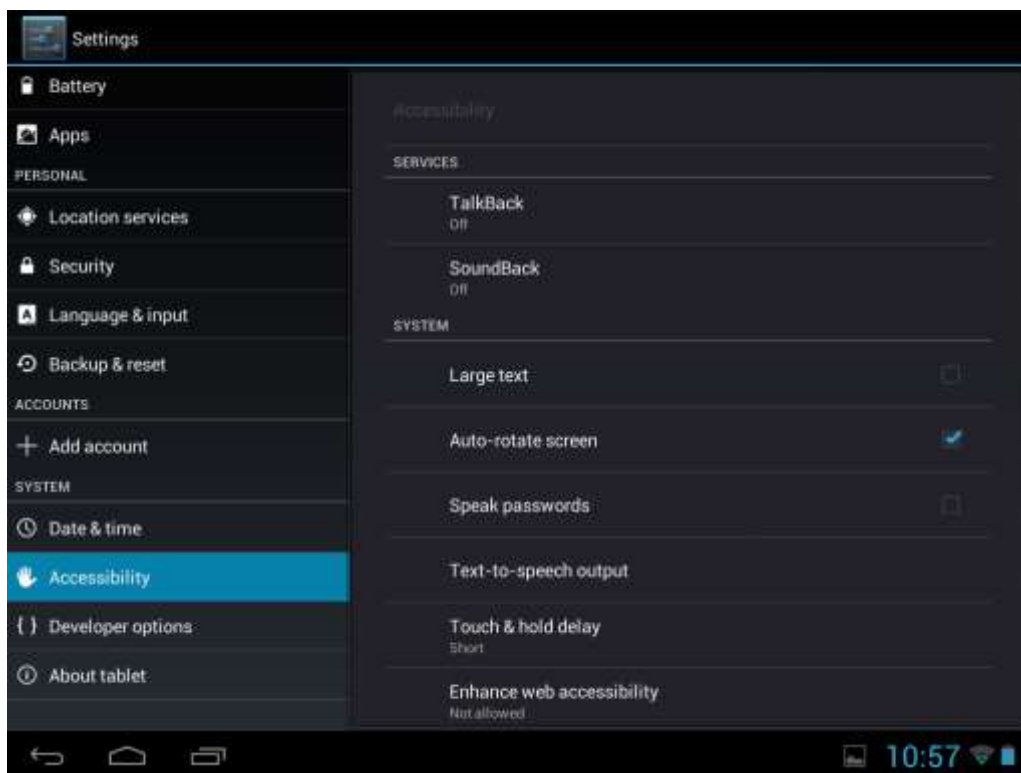 Settings
Battery
Apps
PERSONAL
Location services
Security
Language & input
Backup & reset
ACCOUNTS
Add account
SYSTEM
Date & time
Accessibility
Developer options
About tablet
Accessibility
SERVICES
TalkBack
Off
SoundBack
Off
SYSTEM
Large text
Auto-rotate screen
Speak passwords
Text-to-speech output
Touch & hold delay
Short
Enhance web accessibility
Not allowed
10:57